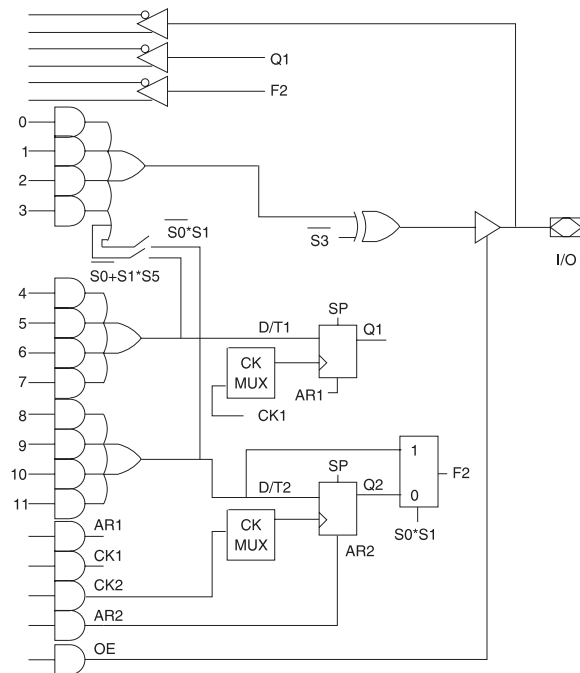 Q1
F2
0
1
2
3
S0*S1
S3
I/O
S0+S1*S5
4
5
6
7
D/T1
SP
Q1
CK
MUX
AR1
CK1
8
9
10
11
D/T2
SP
Q2
1
0
F2
S0*S1
CK
MUX
AR2
AR1
CK1
CK2
AR2
OE